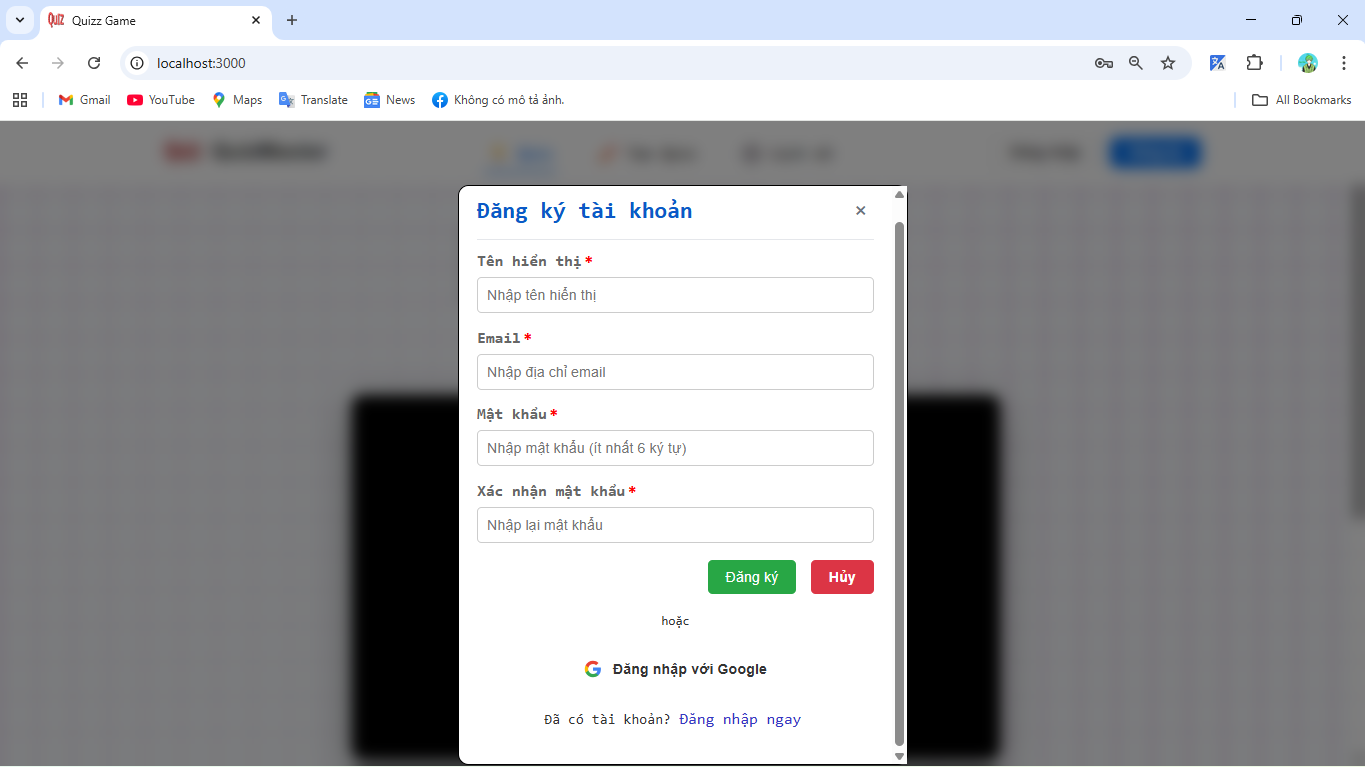 Quiz Quizz Game
localhost:3000
Gmail YouTube Maps Translate News Không có mô tả ảnh. All Bookmarks
Đăng ký tài khoản ×
Tên hiển thị *
Nhập tên hiển thị
Email *
Nhập địa chỉ email
Mật khẩu *
Nhập mật khẩu (ít nhất 6 ký tự)
Xác nhận mật khẩu *
Nhập lại mật khẩu
Đăng ký Hủy
hoặc
Đăng nhập với Google
Đã có tài khoản? Đăng nhập ngay